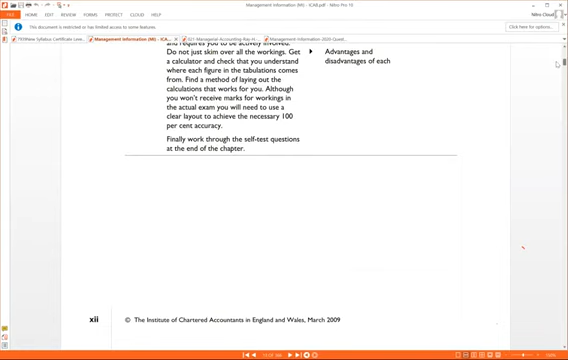 Management Information (MI) - ICAB.pdf - Nitro Pro 10
FILE HOME EDIT REVIEW FORMS PROTECT CLOUD HELP
Nitro Cloud
This document is restricted or has limited access to some features.
Click Here for options...
Management Information (MI) - ICAB...
and requires you to be actively involved.
Do not just skim over all the workings. Get
a calculator and check that you understand
where each figure in the tabulations comes
from. Find a method of laying out the
calculations that works for you. Although
you won't receive marks for workings in
the actual exam you will need to use a
clear layout to achieve the necessary 100
per cent accuracy.
Advantages and
disadvantages of each
Finally work through the self-test questions
at the end of the chapter.
xii © The Institute of Chartered Accountants in England and Wales, March 2009